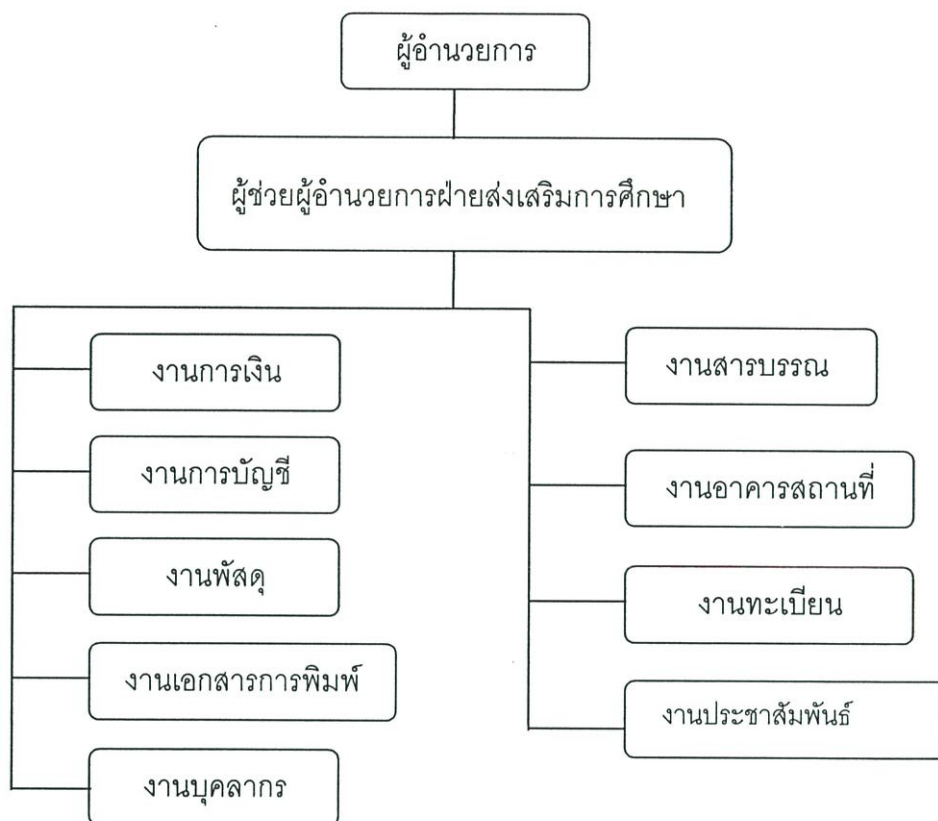 ผู้อำนวยการ
ผู้ช่วยผู้อำนวยการฝ่ายส่งเสริมการศึกษา
งานการเงิน
งานการบัญชี
งานพัสดุ
งานเอกสารการพิมพ์
งานบุคลากร
งานสารบรรณ
งานอาคารสถานที่
งานทะเบียน
งานประชาสัมพันธ์